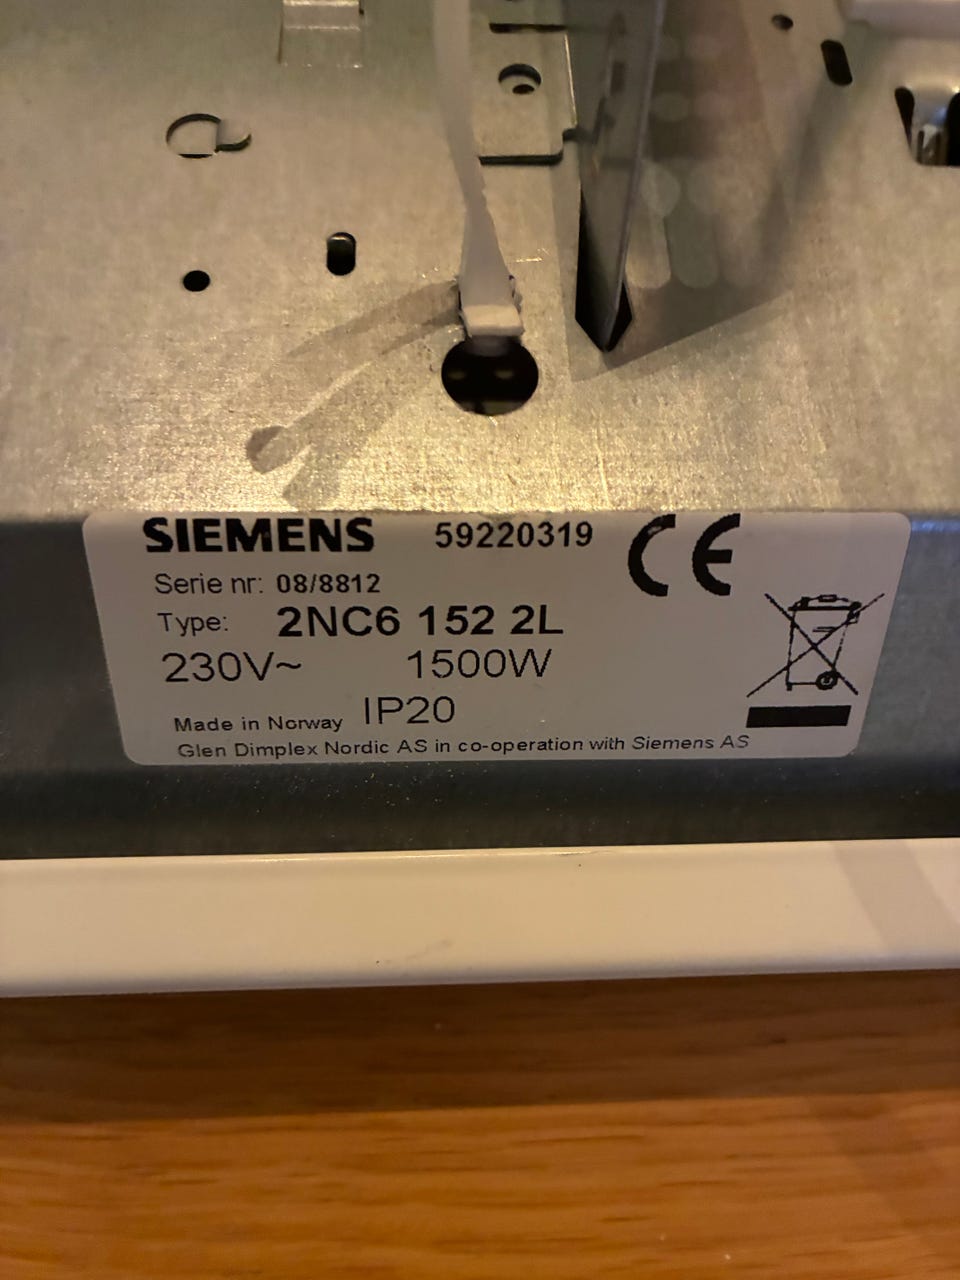 SIEMENS 59220319 CE
Serie nr: 08/8812
Type: 2NC6 152 2L
230V~ 1500W
Made in Norway IP20
Glen Dimplex Nordic AS in co-operation with Siemens AS